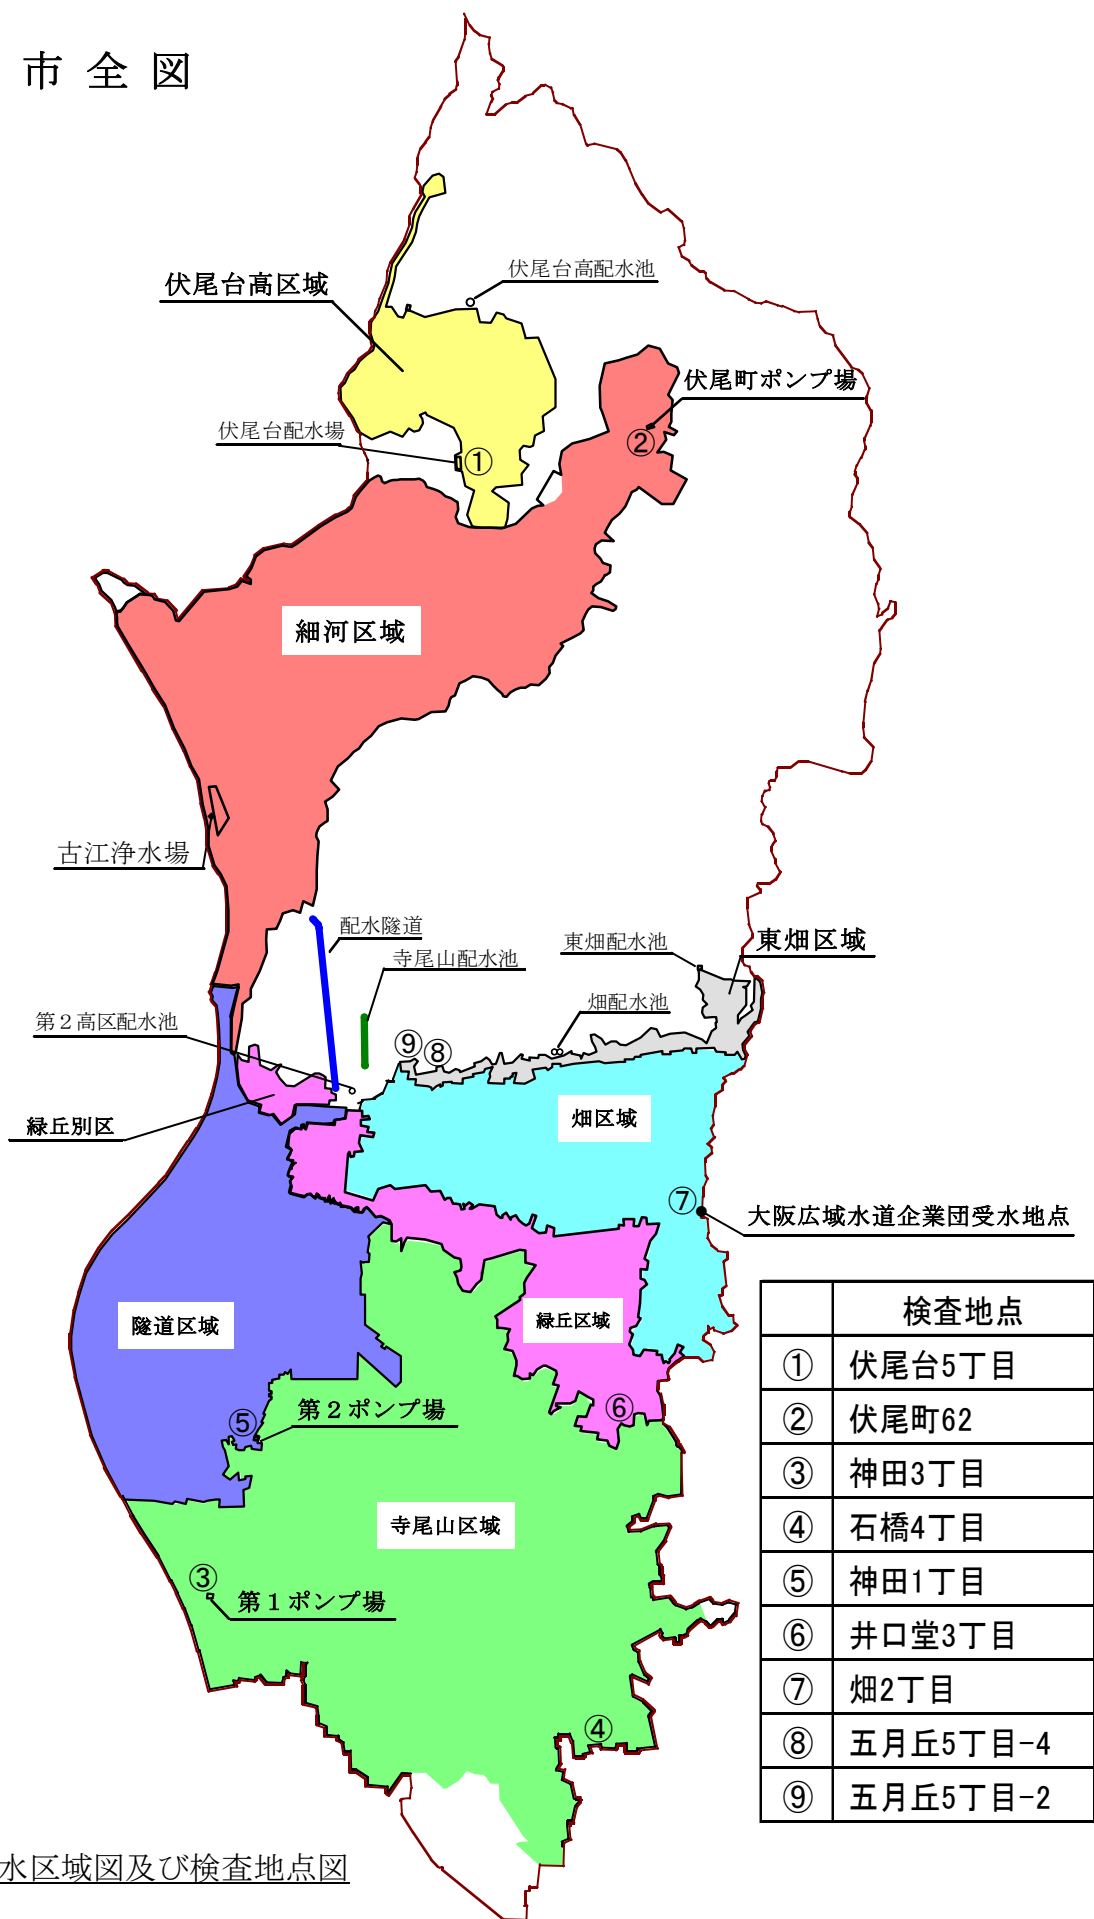 市全図
伏尾台高配水池
伏尾台高区域
伏尾町ポンプ場
伏尾台配水場
②
①
細河区域
古江浄水場
配水隧道
東畑配水池
東畑区域
寺尾山配水池
畑配水池
第2高区配水池
⑨
⑧
畑区域
緑丘別区
⑦
大阪広域水道企業団受水地点
隧道区域
緑丘区域
⑥
第2ポンプ場
⑤
寺尾山区域
③
第1ポンプ場
④
検査地点
① 伏尾台5丁目
② 伏尾町62
③ 神田3丁目
④ 石橋4丁目
⑤ 神田1丁目
⑥ 井口堂3丁目
⑦ 畑2丁目
⑧ 五月丘5丁目-4
⑨ 五月丘5丁目-2
水区域図及び検査地点図